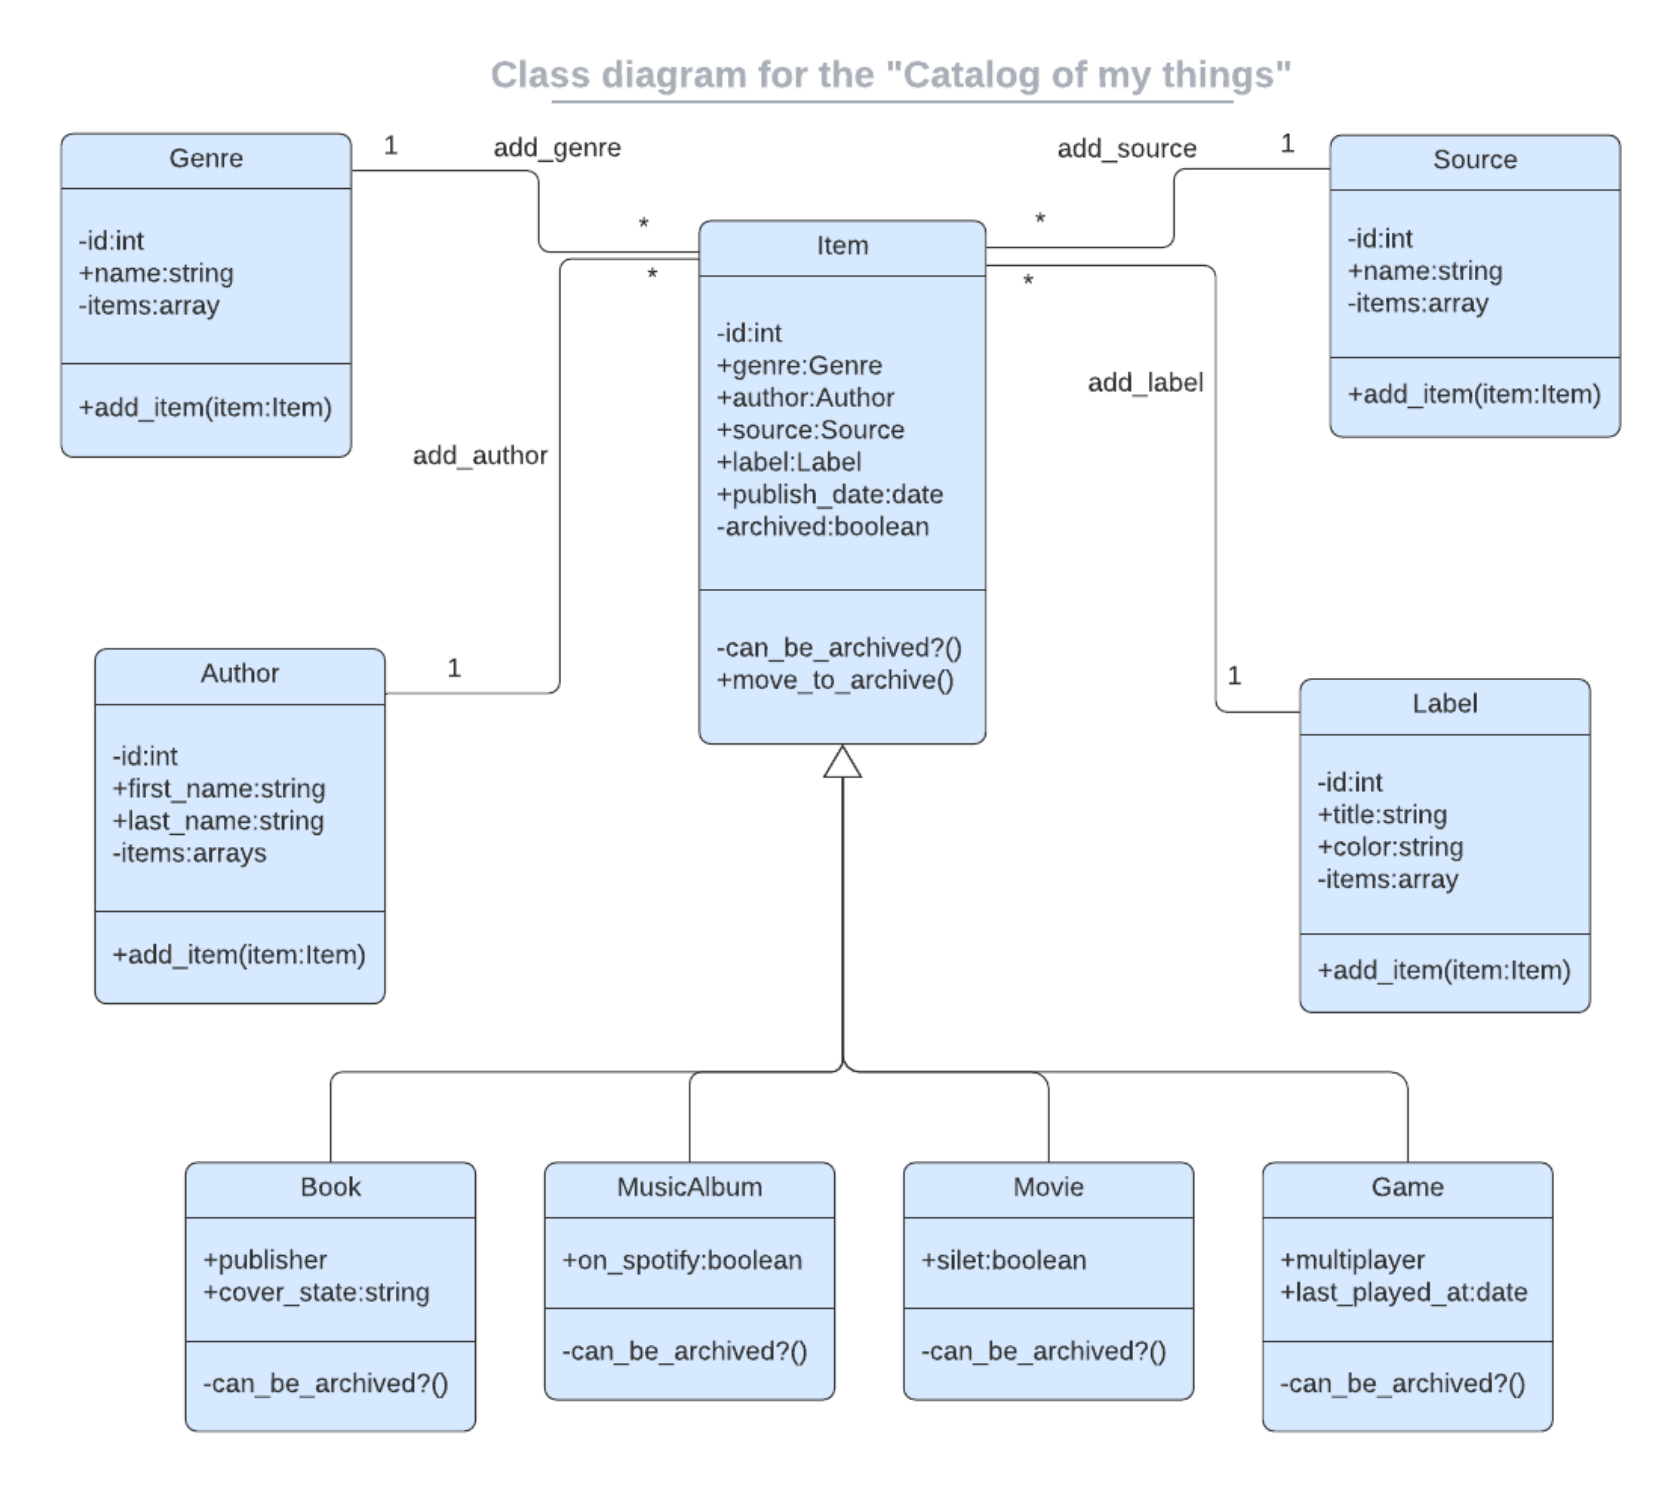 Class diagram for the "Catalog of my things"
Genre
-id:int
+name:string
-items:array
+add_item(item:Item)
1
add_genre
*
add_source
1
*
Source
-id:int
+name:string
-items:array
+add_item(item:Item)
Item
-id:int
+genre:Genre
+author:Author
+source:Source
+label:Label
+publish_date:date
-archived:boolean
-can_be_archived?()
+move_to_archive()
*
add_author
1
*
add_label
1
Author
-id:int
+first_name:string
+last_name:string
-items:arrays
+add_item(item:Item)
Label
-id:int
+title:string
+color:string
-items:array
+add_item(item:Item)
Book
+publisher
+cover_state:string
-can_be_archived?()
MusicAlbum
+on_spotify:boolean
-can_be_archived?()
Movie
+silet:boolean
-can_be_archived?()
Game
+multiplayer
+last_played_at:date
-can_be_archived?()